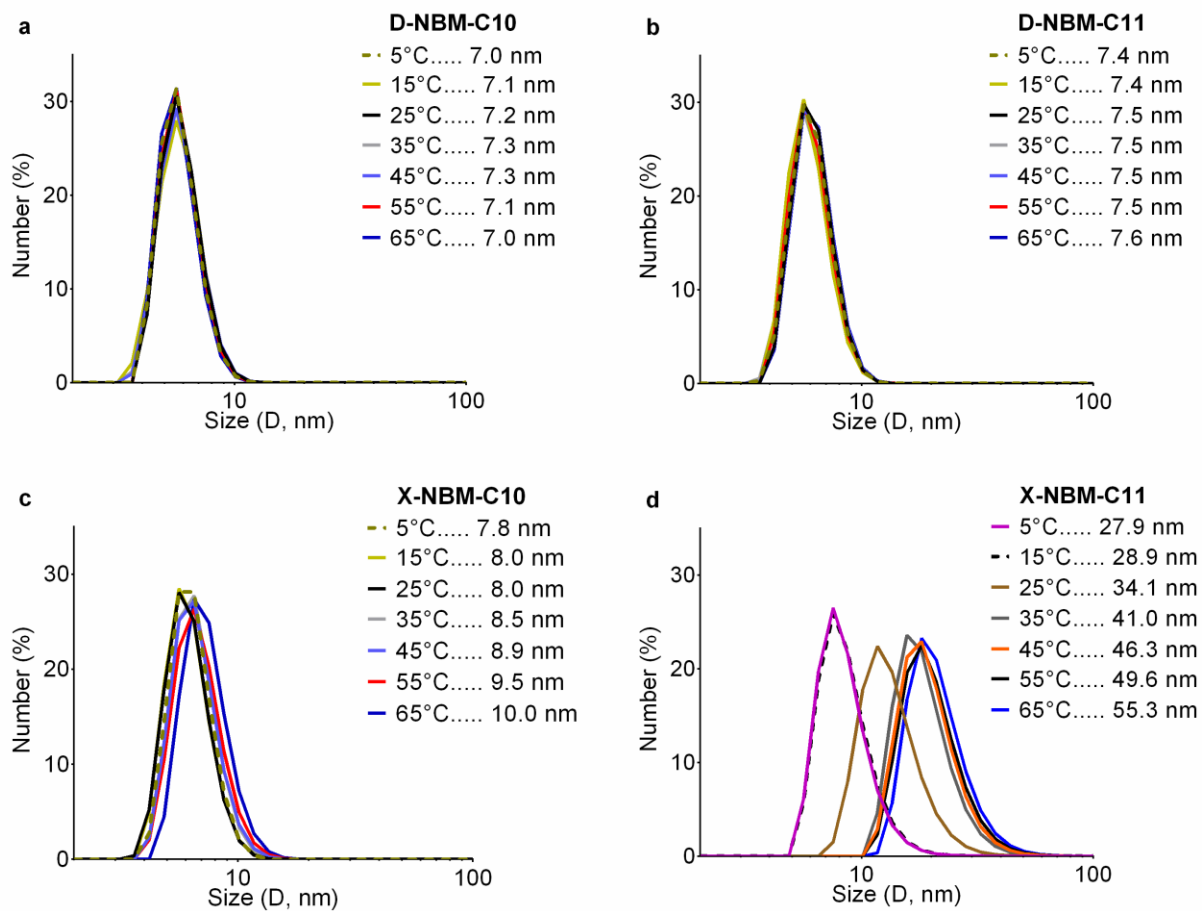 a
D-NBM-C10
5°C..... 7.0 nm
15°C..... 7.1 nm
25°C..... 7.2 nm
35°C..... 7.3 nm
45°C..... 7.3 nm
55°C..... 7.1 nm
65°C..... 7.0 nm
Number (%)
30
20
10
0
10
100
Size (D, nm)
b
D-NBM-C11
5°C..... 7.4 nm
15°C..... 7.4 nm
25°C..... 7.5 nm
35°C..... 7.5 nm
45°C..... 7.5 nm
55°C..... 7.5 nm
65°C..... 7.6 nm
Number (%)
30
20
10
0
10
100
Size (D, nm)
c
X-NBM-C10
5°C..... 7.8 nm
15°C..... 8.0 nm
25°C..... 8.0 nm
35°C..... 8.5 nm
45°C..... 8.9 nm
55°C..... 9.5 nm
65°C..... 10.0 nm
Number (%)
30
20
10
0
10
100
Size (D, nm)
d
X-NBM-C11
5°C..... 27.9 nm
15°C..... 28.9 nm
25°C..... 34.1 nm
35°C..... 41.0 nm
45°C..... 46.3 nm
55°C..... 49.6 nm
65°C..... 55.3 nm
Number (%)
30
20
10
0
10
100
Size (D, nm)